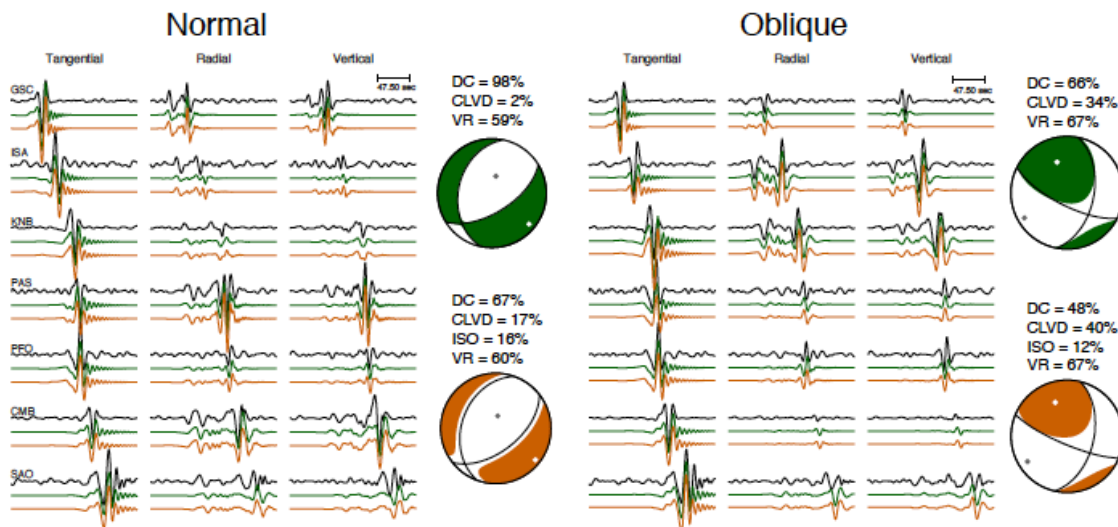 Normal
Tangential Radial Vertical
47.50 sec
GSC
ISA
KNB
PAS
PFO
CMB
SAO
DC = 98%
CLVD = 2%
VR = 59%
DC = 67%
CLVD = 17%
ISO = 16%
VR = 60%
Oblique
Tangential Radial Vertical
47.50 sec
DC = 66%
CLVD = 34%
VR = 67%
DC = 48%
CLVD = 40%
ISO = 12%
VR = 67%